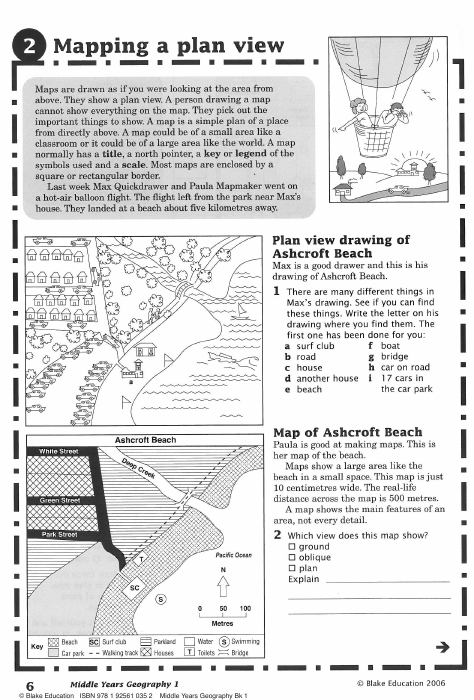 2 Mapping a plan view
Maps are drawn as if you were looking at the area from
above. They show a plan view. A person drawing a map
cannot show everything on the map. They pick out the
important things to show. A map is a simple plan of a place
from directly above. A map could be of a small area like a
classroom or it could be of a large area like the world. A map
normally has a title, a north pointer, a key or legend of the
symbols used and a scale. Most maps are enclosed by a
square or rectangular border.
Last week Max Quickdrawer and Paula Mapmaker went on
a hot-air balloon flight. The flight left from the park near Max's
house. They landed at a beach about five kilometres away.
a
Plan view drawing of
Ashcroft Beach
Max is a good drawer and this is his
drawing of Ashcroft Beach.
1 There are many different things in
Max's drawing. See if you can find
these things. Write the letter on his
drawing where you find them. The
first one has been done for you:
a surf club f boat
b road g bridge
c house h car on road
d another house i 17 cars in
e beach the car park
Ashcroft Beach
White Street
Deep Creek
Green Street
Park Street
T
Pacific Ocean
SC
N
S
0 50 100
Metres
Key Beach SC Surf club Parkland Water S Swimming
Car park Walking track Houses T Toilets Bridge
Map of Ashcroft Beach
Paula is good at making maps. This is
her map of the beach.
Maps show a large area like the
beach in a small space. This map is just
10 centimetres wide. The real-life
distance across the map is 500 metres.
A map shows the main features of an
area, not every detail.
2 Which view does this map show?
ground
oblique
plan
Explain
6 Middle Years Geography 1 © Blake Education 2006
© Blake Education ISBN 978 1 92561 035 2 Middle Years Geography Bk 1